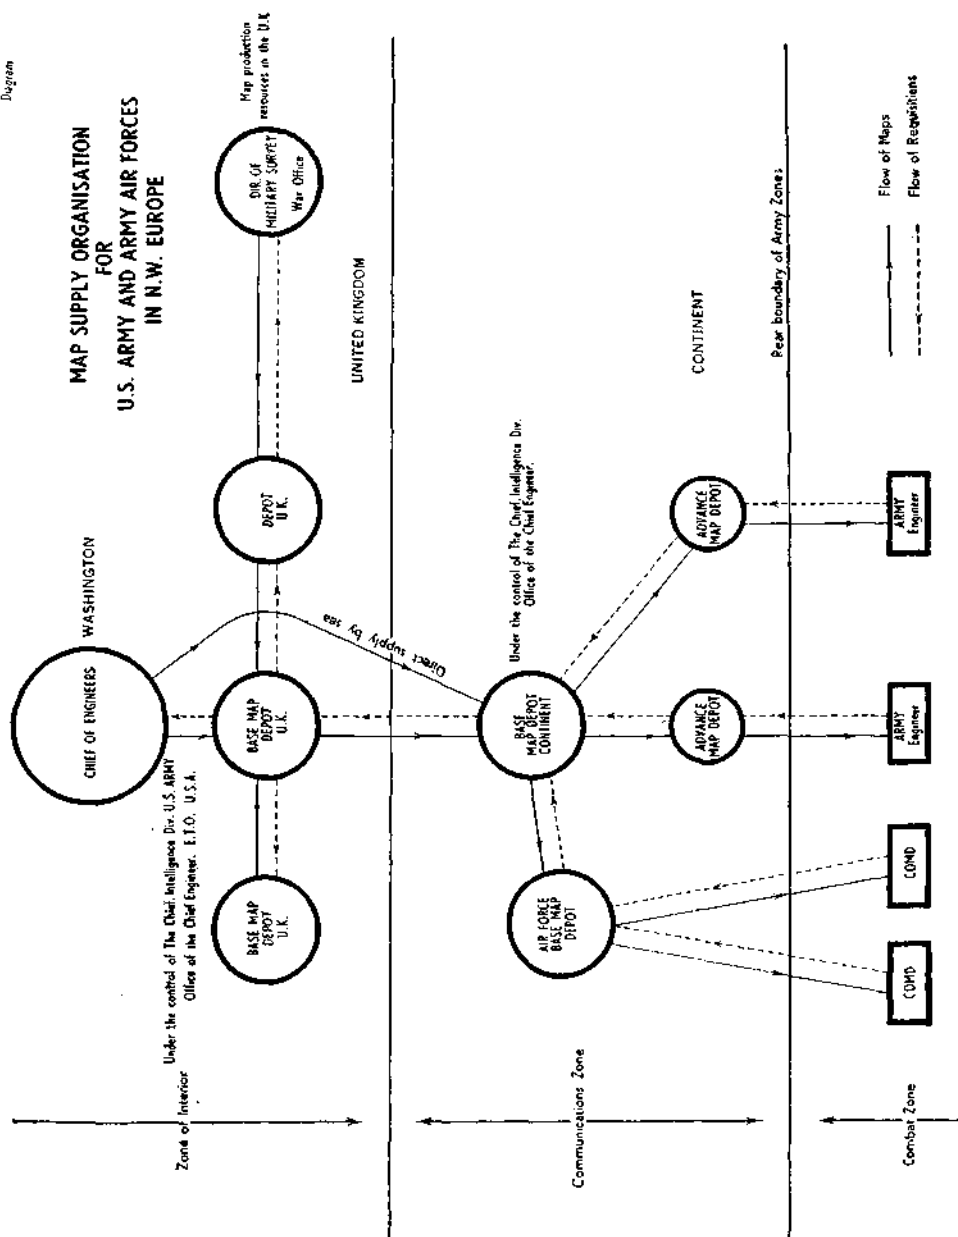 Diagram
MAP SUPPLY ORGANISATION
FOR
U.S. ARMY AND ARMY AIR FORCES
IN N.W. EUROPE
WASHINGTON
CHIEF OF ENGINEERS
Under the control of The Chief, Intelligence Div. U.S. ARMY
Office of the Chief Engineer. E.T.O. U.S.A.
Zone of Interior
BASE MAP
DEPOT
U.K.
BASE MAP
DEPOT
U.K.
DEPOT
U.K.
DIR. OF
MILITARY SURVEY
War Office
Map production
resources in the U.K
UNITED KINGDOM
Direct supply by sea
Under the control of The Chief, Intelligence Div.
Office of the Chief Engineer.
BASE
MAP DEPOT
CONTINENT
AIR FORCE
BASE MAP
DEPOT
ADVANCE
MAP DEPOT
ADVANCE
MAP DEPOT
CONTINENT
Communications Zone
Rear boundary of Army Zones
Combat Zone
COMD
COMD
ARMY
Engineer
ARMY
Engineer
Flow of Maps
Flow of Requisitions